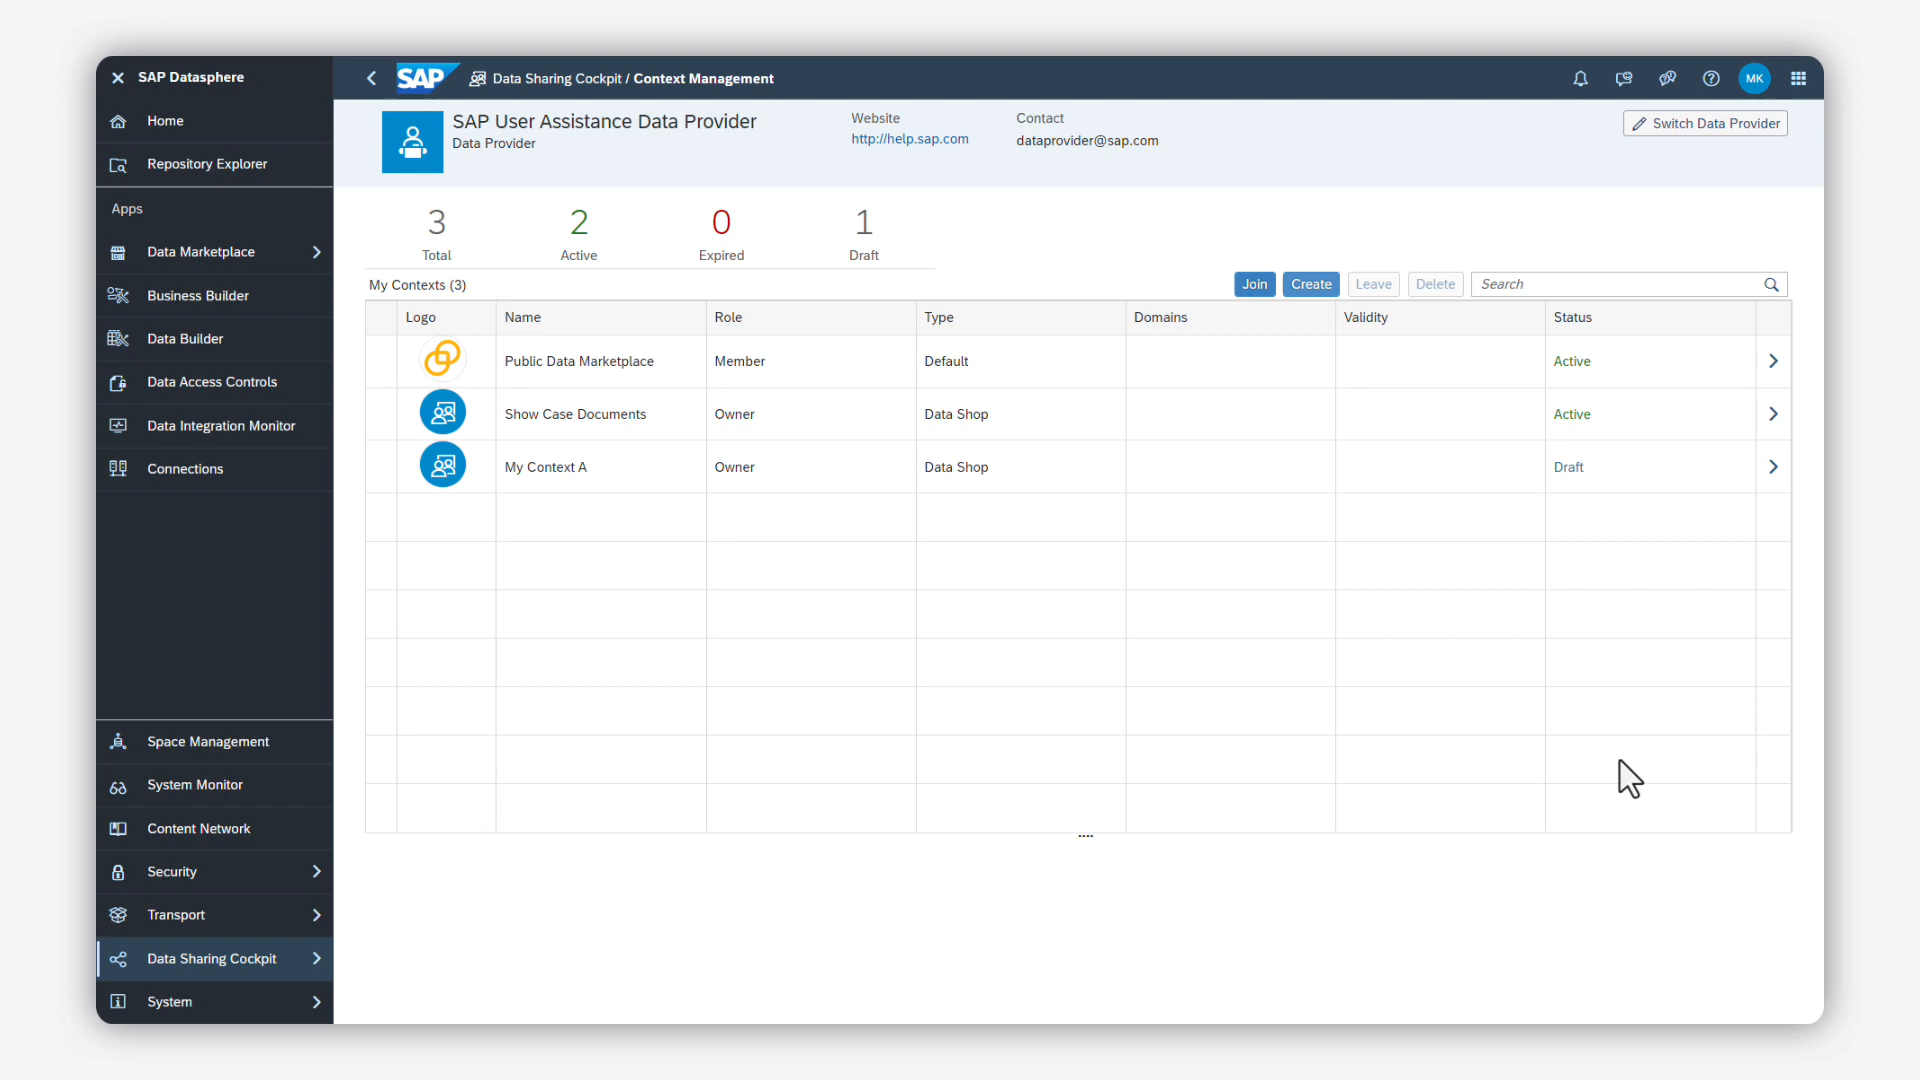 SAP Datasphere
Home
Repository Explorer
Apps
Data Marketplace
Business Builder
Data Builder
Data Access Controls
Data Integration Monitor
Connections
Space Management
System Monitor
Content Network
Security
Transport
Data Sharing Cockpit
System
SAP Data Sharing Cockpit / Context Management
MK
SAP User Assistance Data Provider
Data Provider
Website
http://help.sap.com
Contact
dataprovider@sap.com
Switch Data Provider
3 2 0 1
Total Active Expired Draft
My Contexts (3) Join Create Leave Delete Search
Logo Name Role Type Domains Validity Status
Public Data Marketplace Member Default Active
Show Case Documents Owner Data Shop Active
My Context A Owner Data Shop Draft